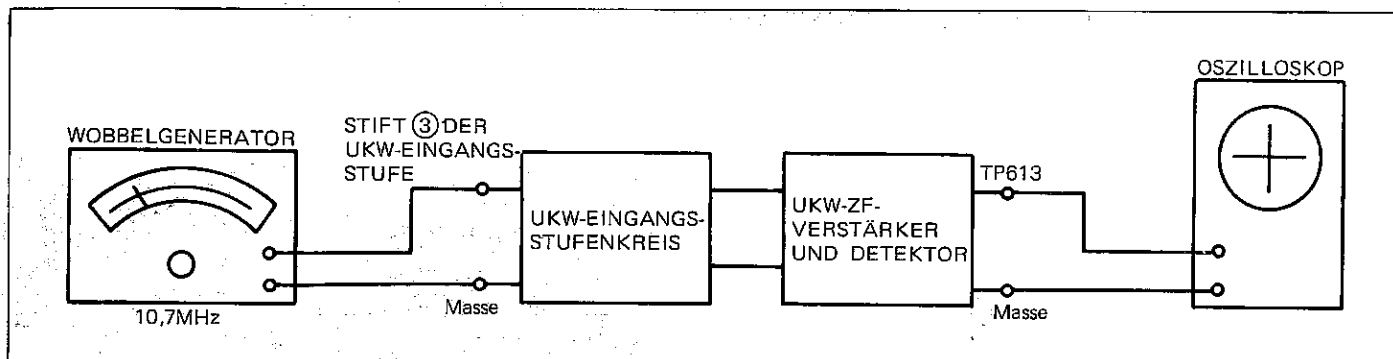 OSZILLOSKOP
WOBBELGENERATOR
STIFT ③ DER
UKW-EINGANGS-
STUFE
TP613
UKW-EINGANGS-
STUFENKREIS
UKW-ZF-
VERSTÄRKER
UND DETEKTOR
10,7MHz
Masse
Masse